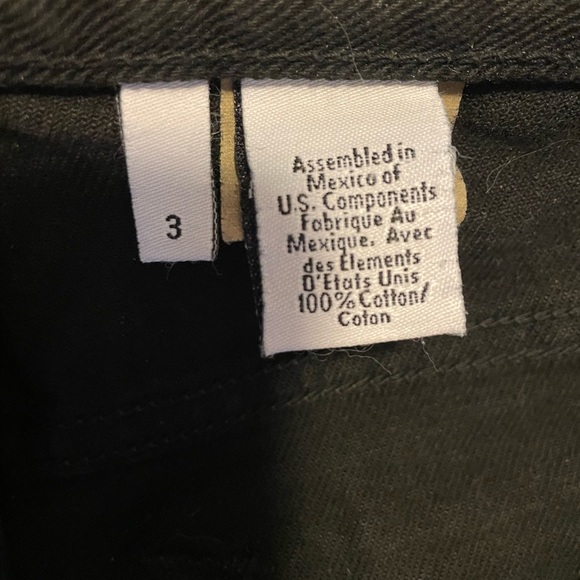 3
Assembled in
Mexico of
U.S. Components
Fabrique Au
Mexique. Avec
des Elements
D'Etats Unis
100% Cotton/
Coton